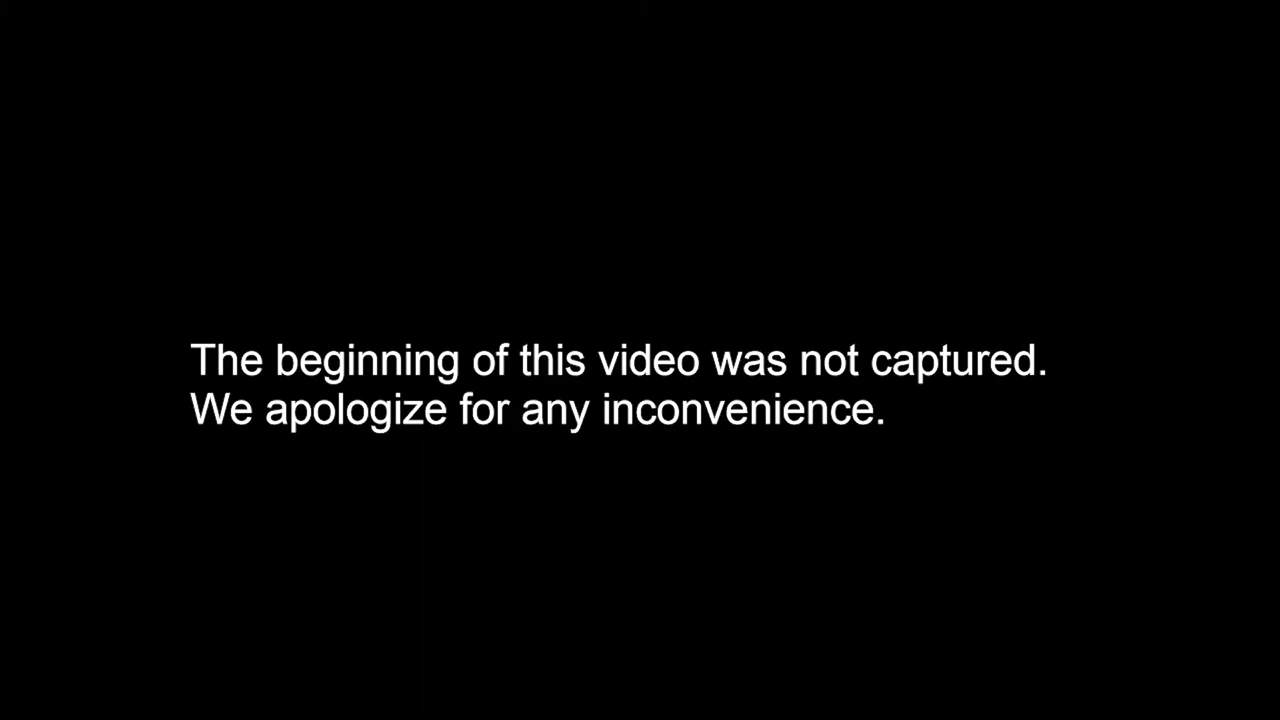 The beginning of this video was not captured.
We apologize for any inconvenience.